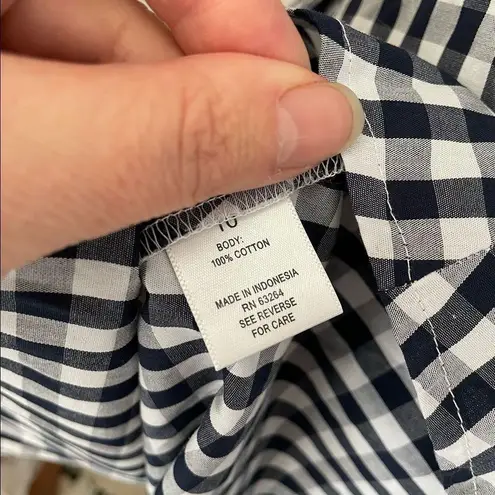 10
BODY:
100% COTTON
MADE IN INDONESIA
RN 63264
SEE REVERSE
FOR CARE